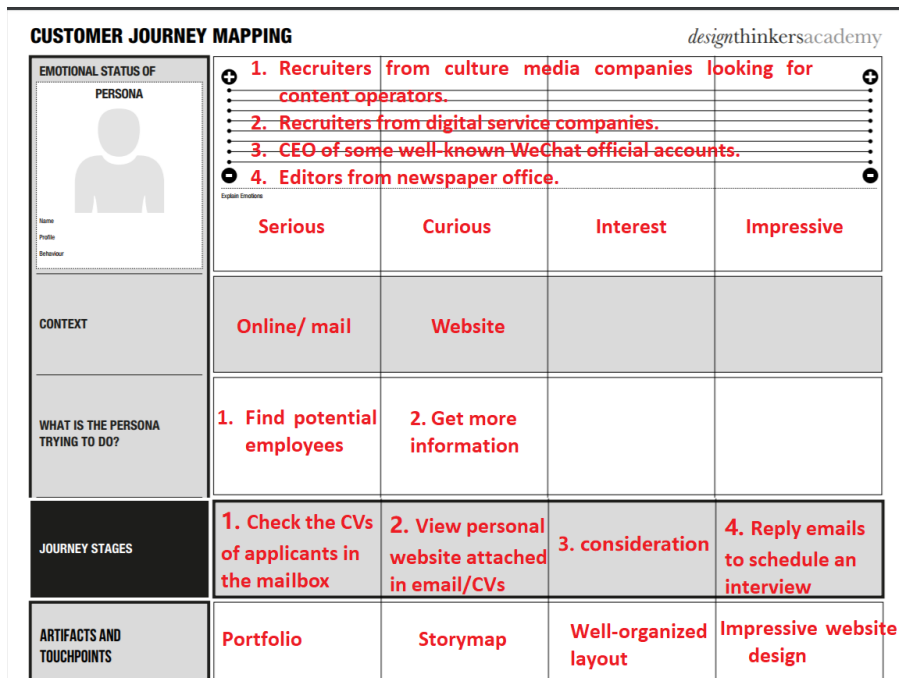 CUSTOMER JOURNEY MAPPING
designthinkersacademy
EMOTIONAL STATUS OF
PERSONA
Name
Profile
Behaviour
1. Recruiters from culture media companies looking for
content operators.
2. Recruiters from digital service companies.
3. CEO of some well-known WeChat official accounts.
4. Editors from newspaper office.
Explain Emotions
Serious
Curious
Interest
Impressive
CONTEXT
Online/ mail
Website
WHAT IS THE PERSONA
TRYING TO DO?
1. Find potential
employees
2. Get more
information
JOURNEY STAGES
1. Check the CVs
of applicants in
the mailbox
2. View personal
website attached
in email/CVs
3. consideration
4. Reply emails
to schedule an
interview
ARTIFACTS AND
TOUCHPOINTS
Portfolio
Storymap
Well-organized
layout
Impressive website
design